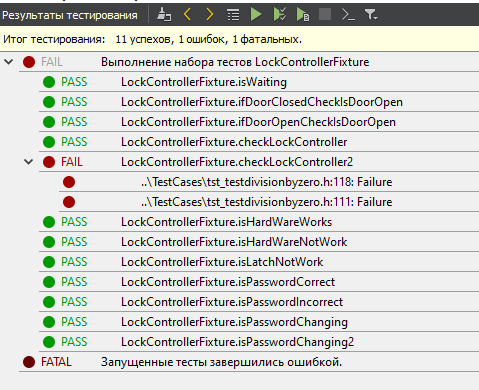 Результаты тестирования
Итог тестирования: 11 успехов, 1 ошибок, 1 фатальных.
FAIL Выполнение набора тестов LockControllerFixture
PASS LockControllerFixture.isWaiting
PASS LockControllerFixture.ifDoorClosedCheckIsDoorOpen
PASS LockControllerFixture.ifDoorOpenCheckIsDoorOpen
PASS LockControllerFixture.checkLockController
FAIL LockControllerFixture.checkLockController2
..\TestCases\tst_testdivisionbyzero.h:118: Failure
..\TestCases\tst_testdivisionbyzero.h:111: Failure
PASS LockControllerFixture.isHardWareWorks
PASS LockControllerFixture.isHardWareNotWork
PASS LockControllerFixture.isLatchNotWork
PASS LockControllerFixture.isPasswordCorrect
PASS LockControllerFixture.isPasswordIncorrect
PASS LockControllerFixture.isPasswordChanging
PASS LockControllerFixture.isPasswordChanging2
FATAL Запущенные тесты завершились ошибкой.